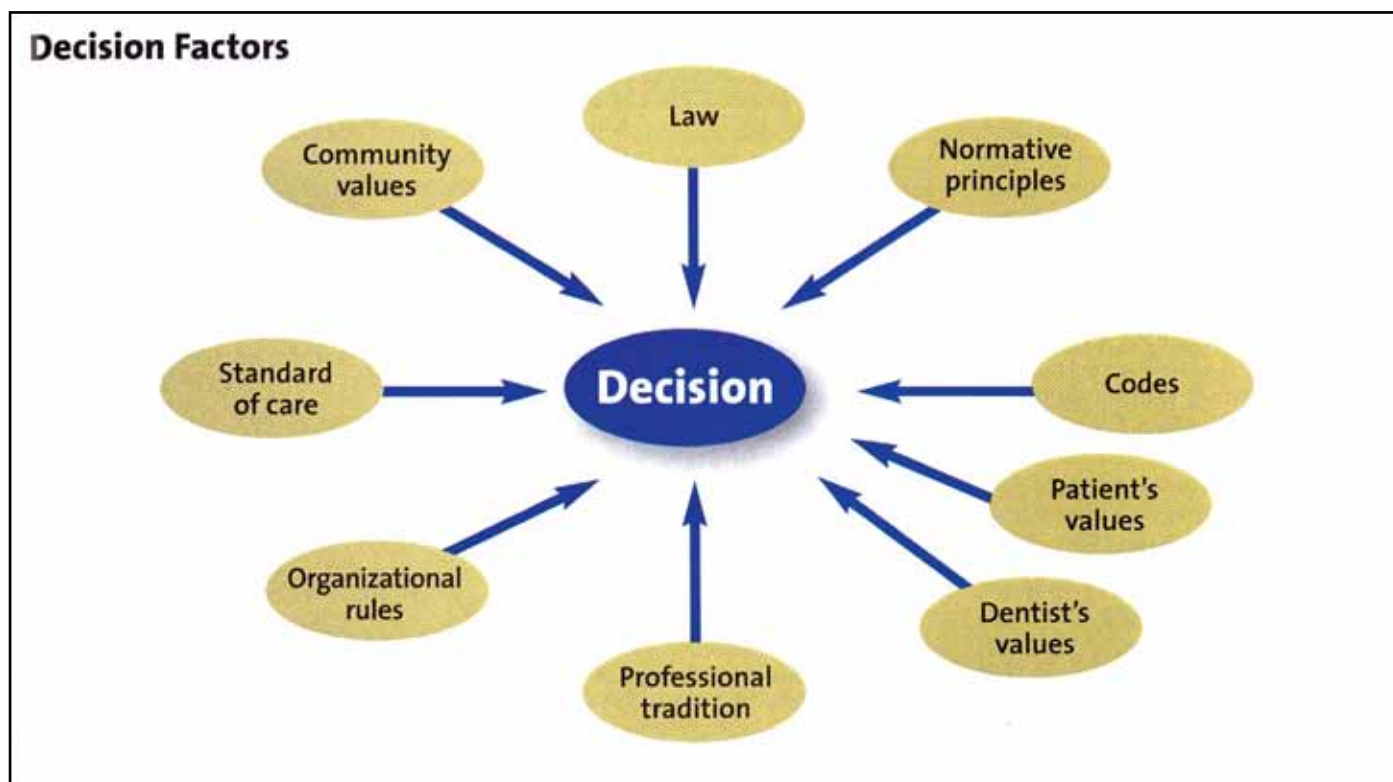 Decision Factors
Law
Community
values
Normative
principles
Standard
of care
Decision
Codes
Patient's
values
Organizational
rules
Dentist's
values
Professional
tradition